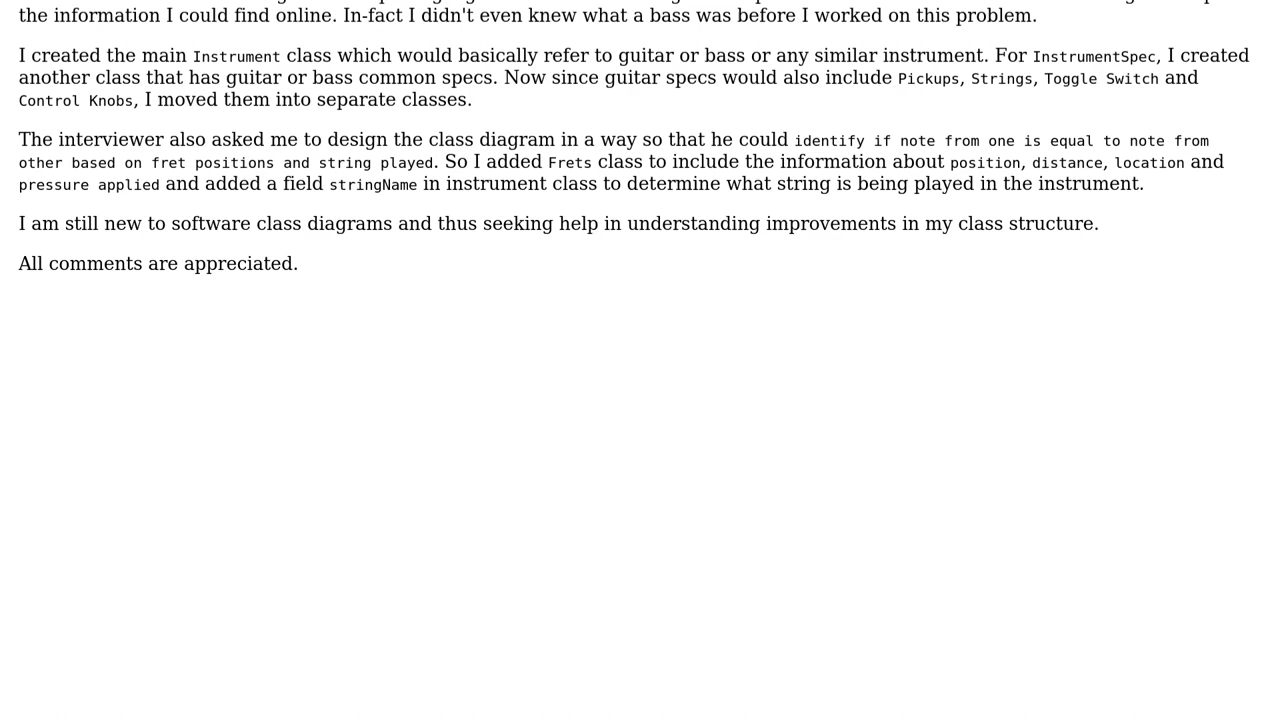 the information I could find online. In-fact I didn't even knew what a bass was before I worked on this problem.
I created the main Instrument class which would basically refer to guitar or bass or any similar instrument. For InstrumentSpec, I created
another class that has guitar or bass common specs. Now since guitar specs would also include Pickups, Strings, Toggle Switch and
Control Knobs, I moved them into separate classes.
The interviewer also asked me to design the class diagram in a way so that he could identify if note from one is equal to note from
other based on fret positions and string played. So I added Frets class to include the information about position, distance, location and
pressure applied and added a field stringName in instrument class to determine what string is being played in the instrument.
I am still new to software class diagrams and thus seeking help in understanding improvements in my class structure.
All comments are appreciated.